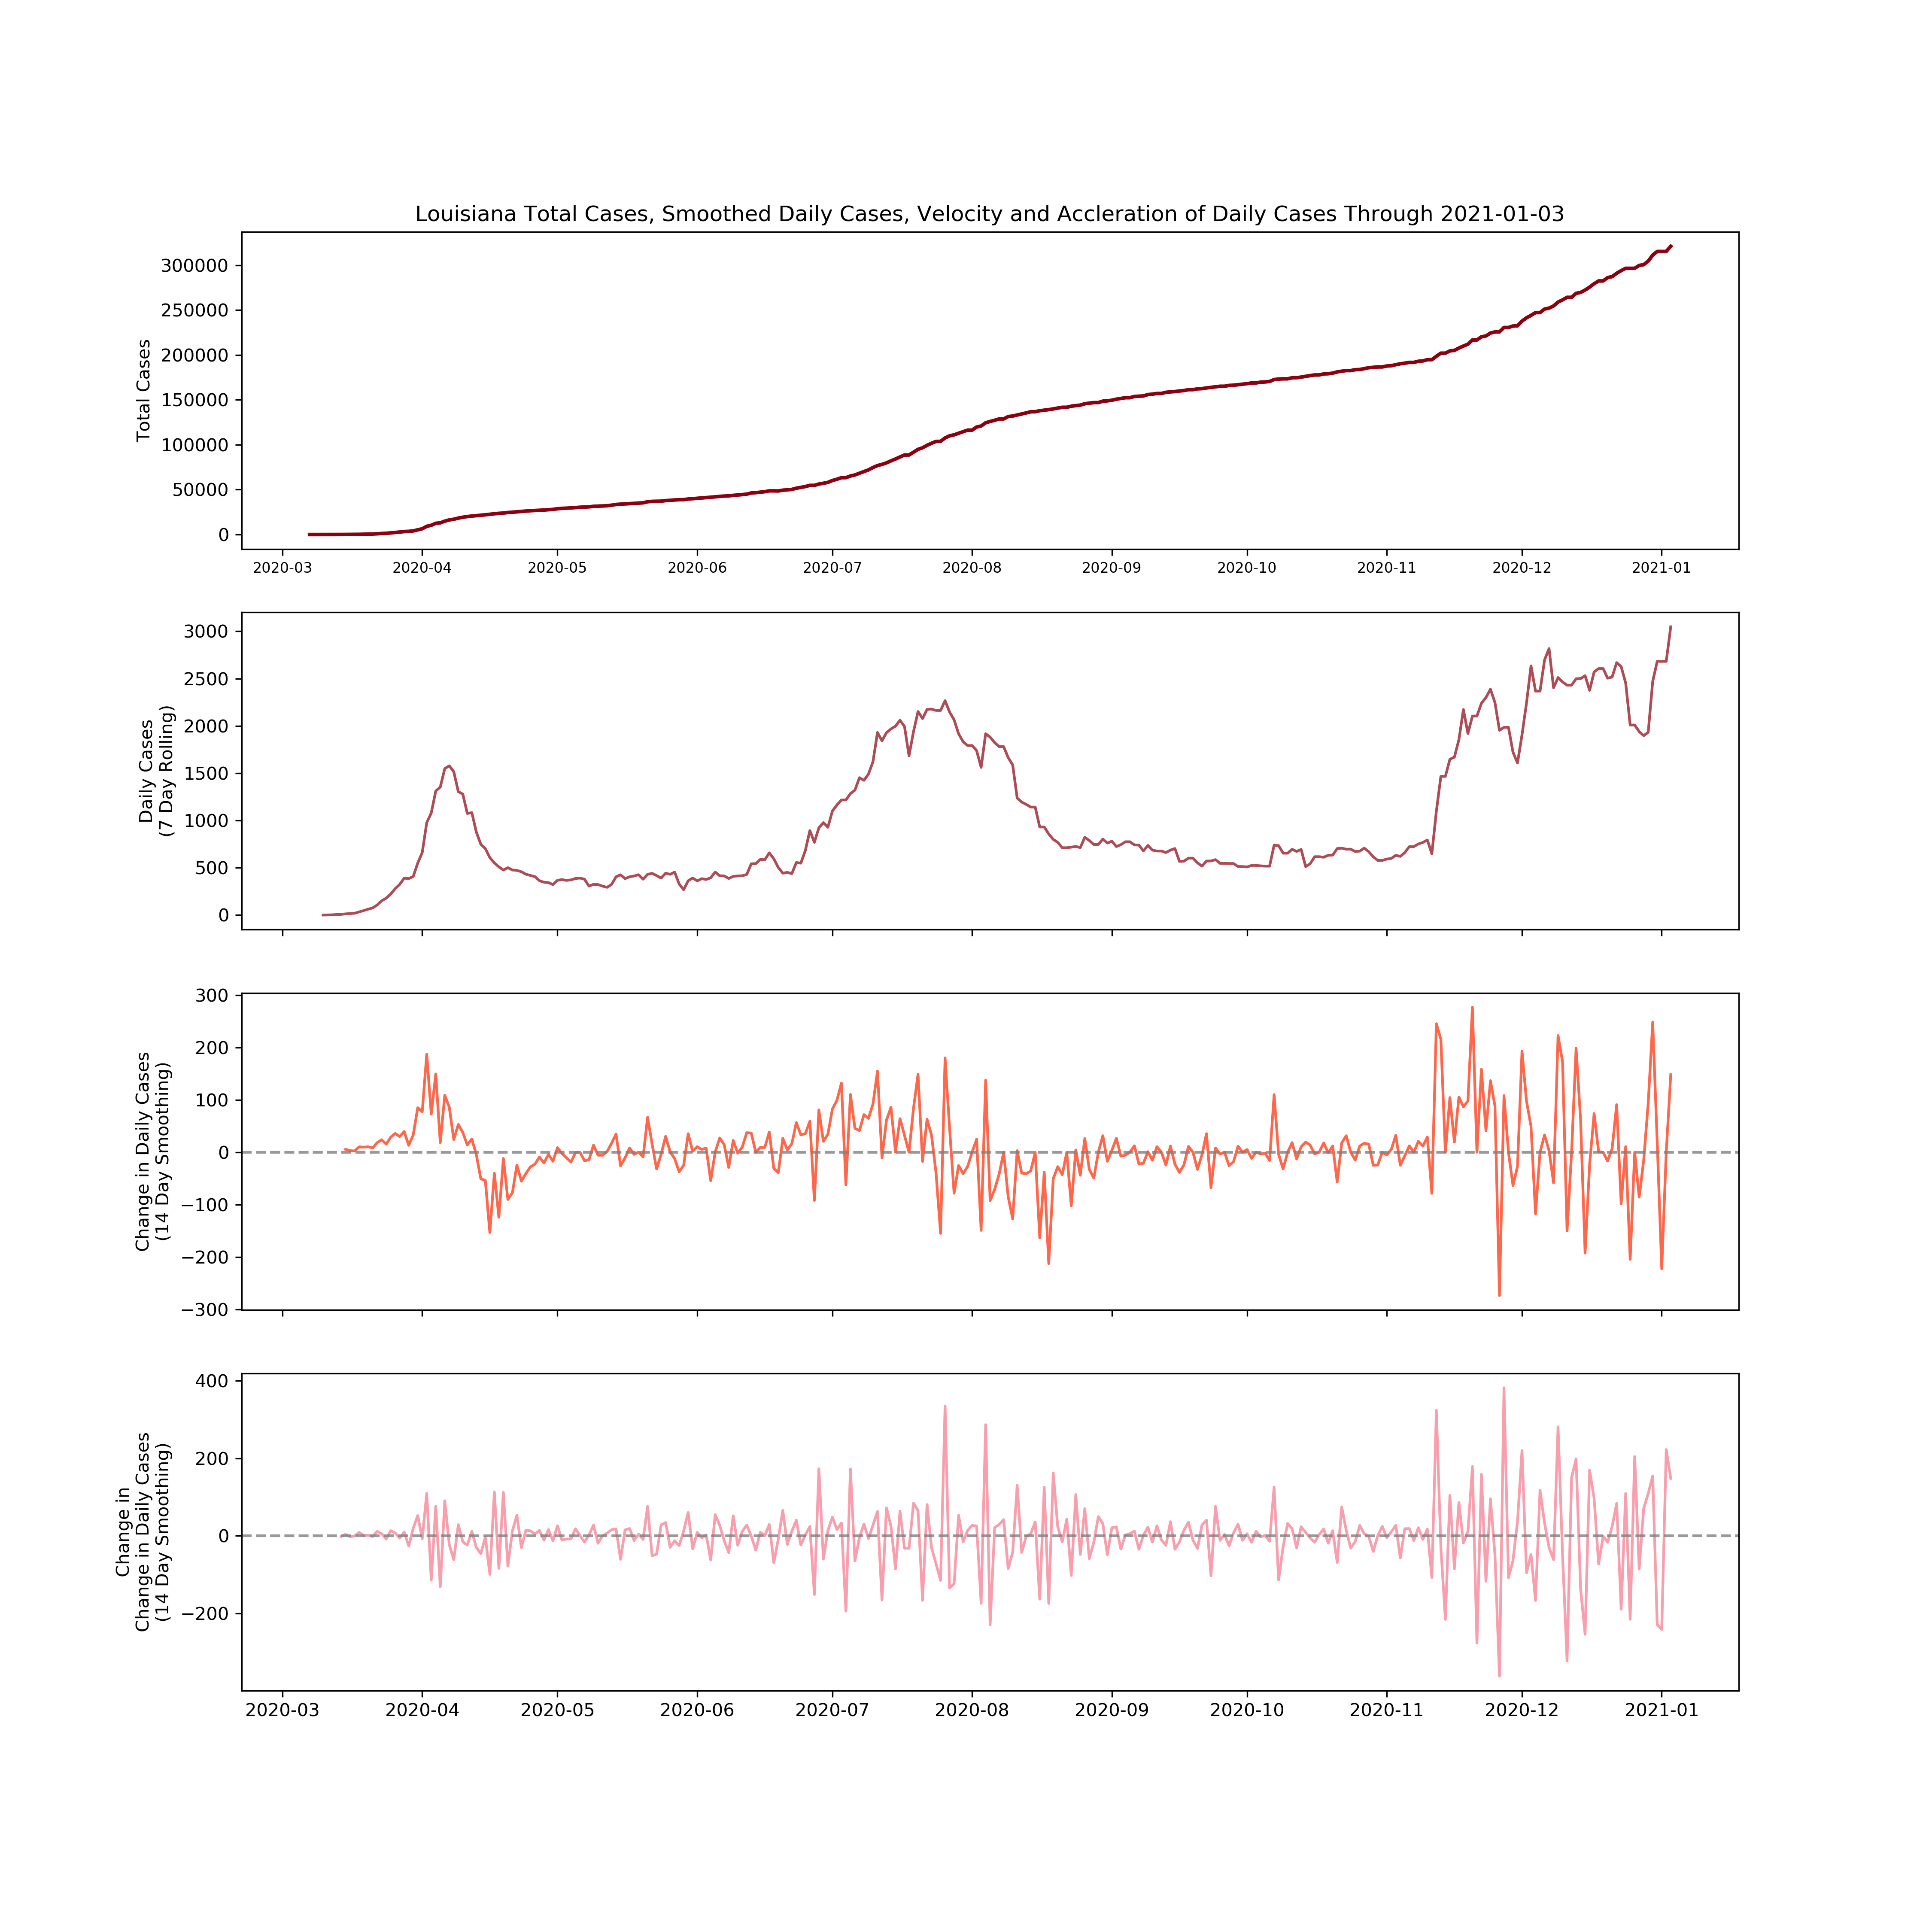 Louisiana Total Cases, Smoothed Daily Cases, Velocity and Accleration of Daily Cases Through 2021-01-03
Total Cases
300000
250000
200000
150000
100000
50000
0
2020-03 2020-04 2020-05 2020-06 2020-07 2020-08 2020-09 2020-10 2020-11 2020-12 2021-01
Daily Cases
(7 Day Rolling)
3000
2500
2000
1500
1000
500
0
Change in Daily Cases
(14 Day Smoothing)
300
200
100
0
−100
−200
−300
Change in
Change in Daily Cases
(14 Day Smoothing)
400
200
0
−200
2020-03 2020-04 2020-05 2020-06 2020-07 2020-08 2020-09 2020-10 2020-11 2020-12 2021-01